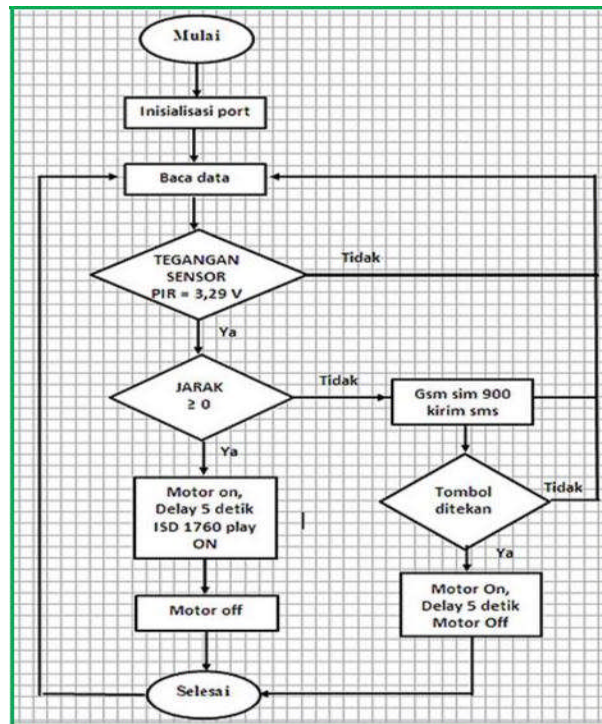 Mulai
Inisialisasi port
Baca data
TEGANGAN
SENSOR
PIR = 3,29 V
Tidak
Ya
JARAK
≥ 0
Tidak
Gsm sim 900
kirim sms
Ya
Motor on,
Delay 5 detik
ISD 1760 play
ON
Tombol
ditekan
Tidak
Ya
Motor off
Motor On,
Delay 5 detik
Motor Off
Selesai